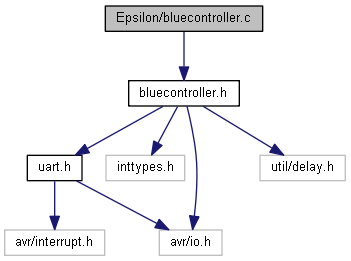 Epsilon/bluecontroller.c
bluecontroller.h
uart.h
inttypes.h
util/delay.h
avr/interrupt.h
avr/io.h